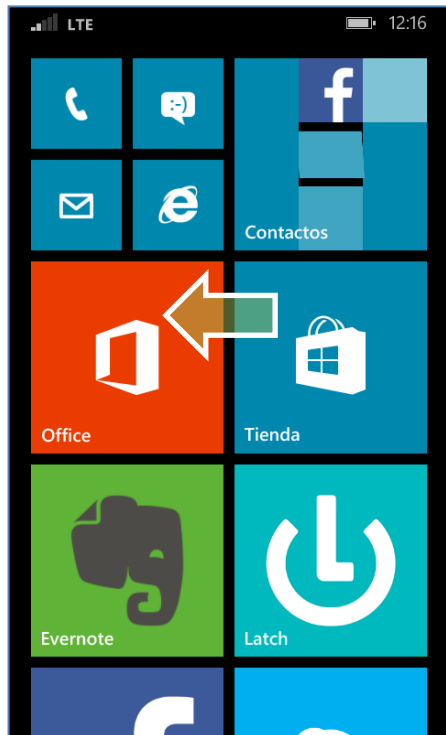 LTE 12:16
:-)
Contactos
Office
Tienda
Evernote
Latch